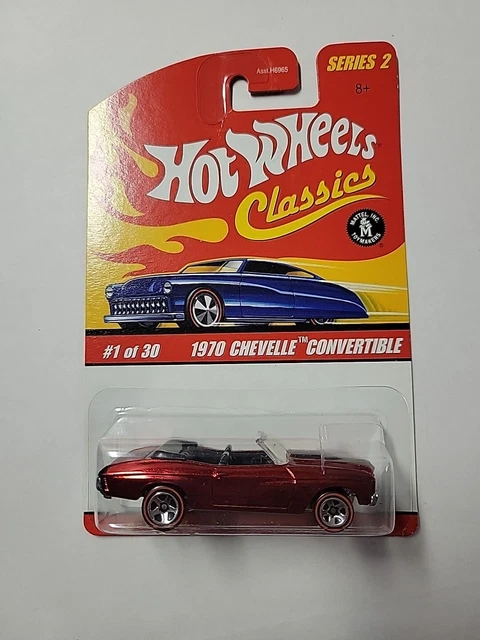 Asst.H6965
SERIES 2
8+
HOT WHEELS
Classics
MATTEL, INC.
M
TOYMAKERS
#1 of 30
1970 CHEVELLE™ CONVERTIBLE